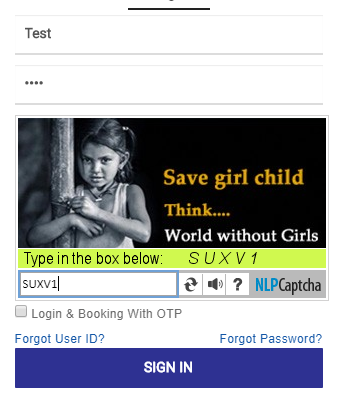 Test
••••
Save girl child
Think....
World without Girls
Type in the box below: SUXV1
SUXV1 ? NLPCaptcha
Login & Booking With OTP
Forgot User ID? Forgot Password?
SIGN IN